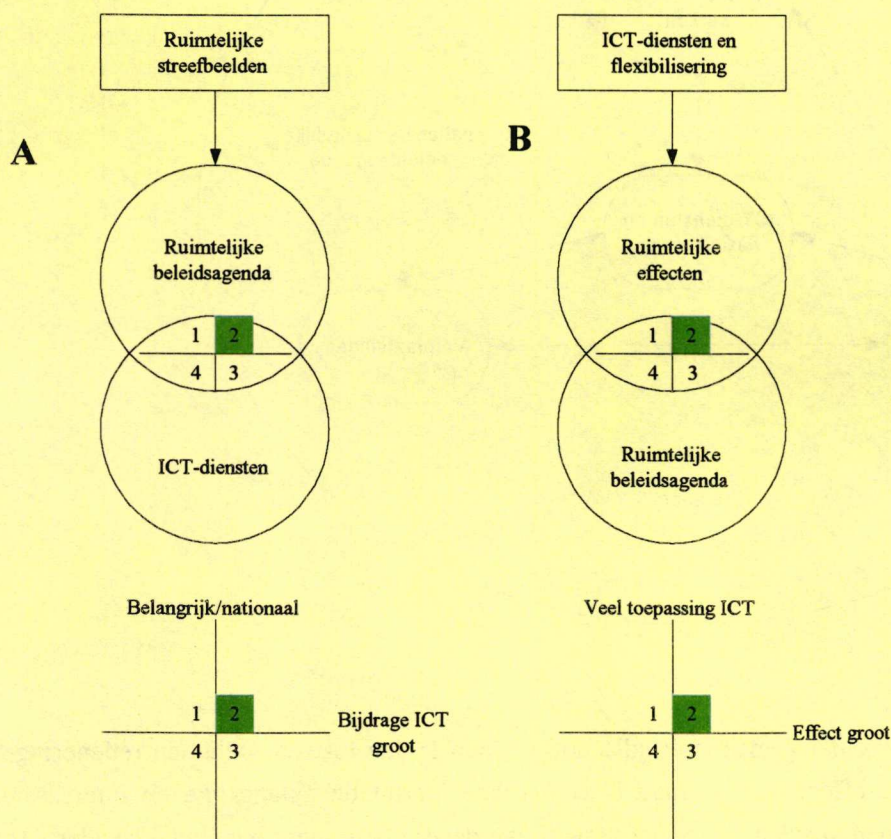 Ruimtelijke
streefbeelden
A
Ruimtelijke
beleidsagenda
1 2
4 3
ICT-diensten
Belangrijk/nationaal
1 2
4 3
Bijdrage ICT
groot
ICT-diensten en
flexibilisering
B
Ruimtelijke
effecten
1 2
4 3
Ruimtelijke
beleidsagenda
Veel toepassing ICT
1 2
4 3
Effect groot